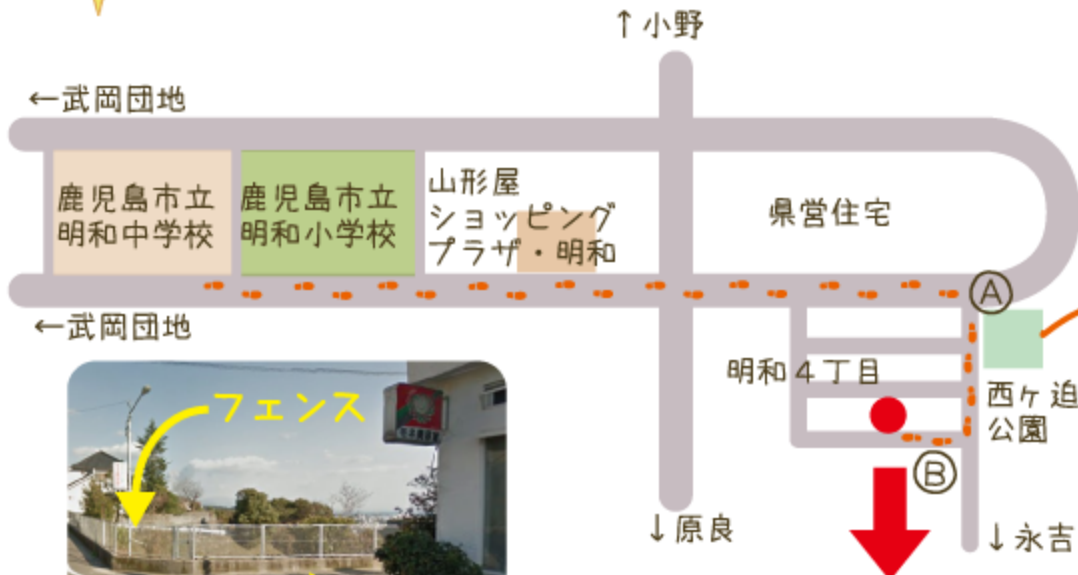 ↑小野
←武岡団地
鹿児島市立
明和中学校
鹿児島市立
明和小学校
山形屋
ショッピング
プラザ・明和
県営住宅
A
←武岡団地
明和4丁目
西ヶ迫
公園
B
フェンス
↓原良
↓永吉